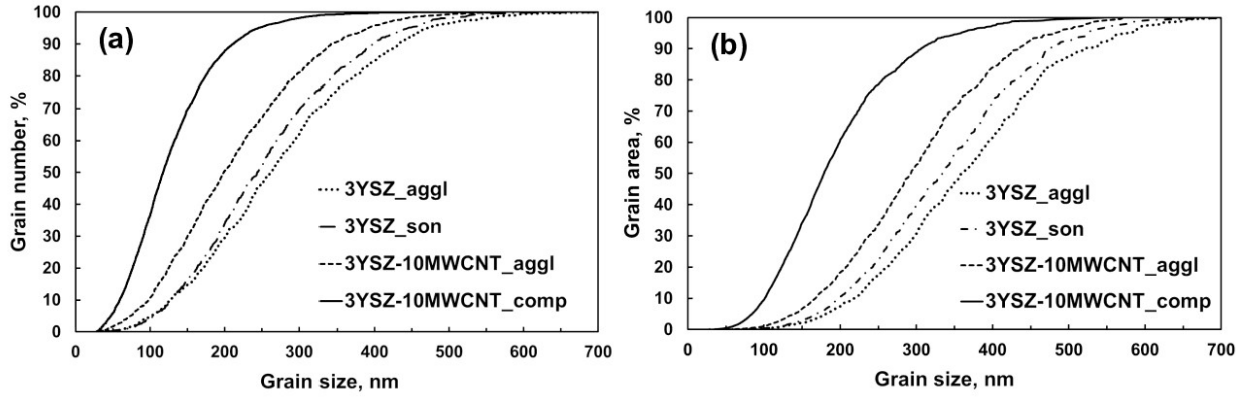 (a)
Grain number, %
100
90
80
70
60
50
40
30
20
10
0
3YSZ_aggl
3YSZ_son
3YSZ-10MWCNT_aggl
3YSZ-10MWCNT_comp
0 100 200 300 400 500 600 700
Grain size, nm
(b)
Grain area, %
100
90
80
70
60
50
40
30
20
10
0
3YSZ_aggl
3YSZ_son
3YSZ-10MWCNT_aggl
3YSZ-10MWCNT_comp
0 100 200 300 400 500 600 700
Grain size, nm